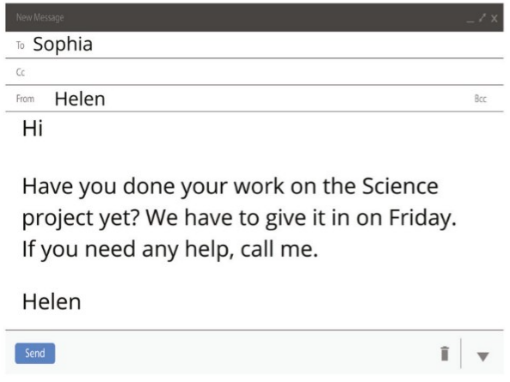 New Message
To Sophia
Cc
From Helen Bcc
Hi
Have you done your work on the Science
project yet? We have to give it in on Friday.
If you need any help, call me.
Helen
Send